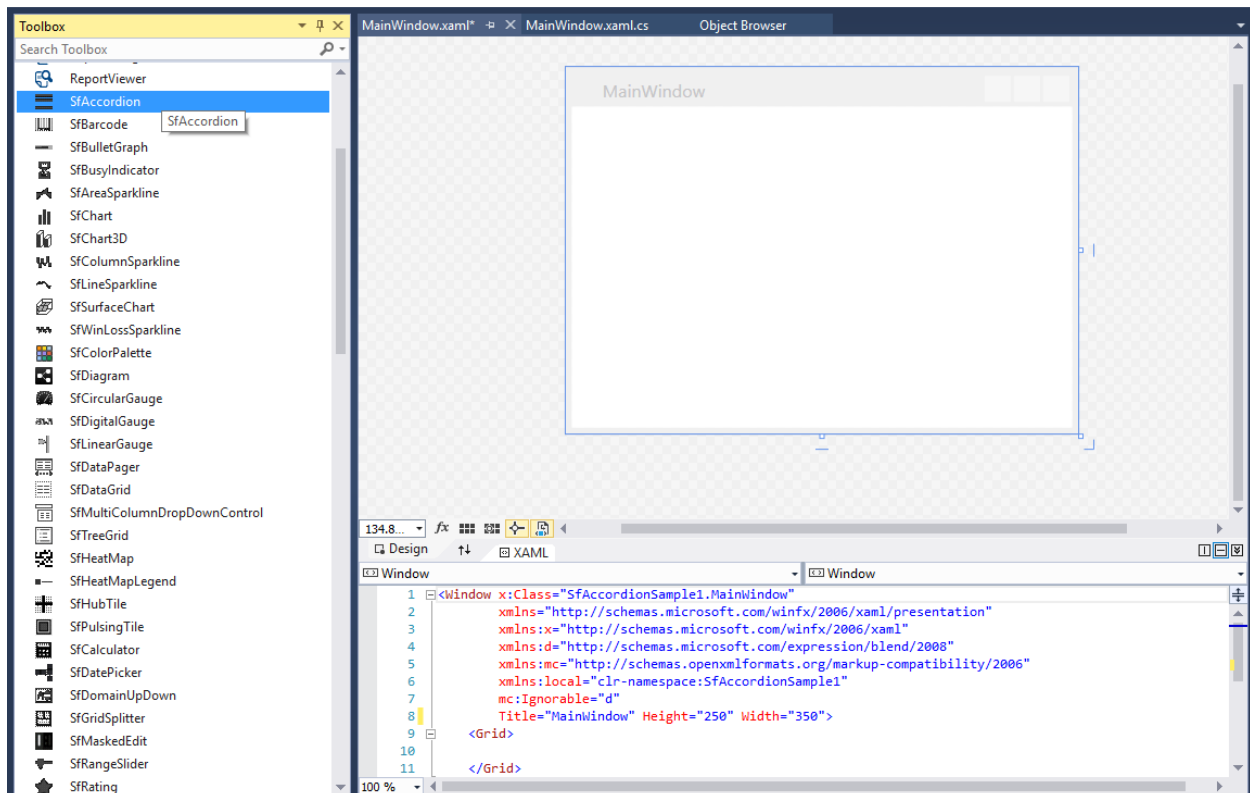 Toolbox
Search Toolbox
ReportViewer
SfAccordion
SfAccordion
SfBarcode
SfBulletGraph
SfBusyIndicator
SfAreaSparkline
SfChart
SfChart3D
SfColumnSparkline
SfLineSparkline
SfSurfaceChart
SfWinLossSparkline
SfColorPalette
SfDiagram
SfCircularGauge
SfDigitalGauge
SfLinearGauge
SfDataPager
SfDataGrid
SfMultiColumnDropDownControl
SfTreeGrid
SfHeatMap
SfHeatMapLegend
SfHubTile
SfPulsingTile
SfCalculator
SfDatePicker
SfDomainUpDown
SfGridSplitter
SfMaskedEdit
SfRangeSlider
SfRating
MainWindow.xaml* MainWindow.xaml.cs Object Browser
MainWindow
134.8... fx
Design XAML
Window Window
1 <Window x:Class="SfAccordionSample1.MainWindow"
2 xmlns="http://schemas.microsoft.com/winfx/2006/xaml/presentation"
3 xmlns:x="http://schemas.microsoft.com/winfx/2006/xaml"
4 xmlns:d="http://schemas.microsoft.com/expression/blend/2008"
5 xmlns:mc="http://schemas.openxmlformats.org/markup-compatibility/2006"
6 xmlns:local="clr-namespace:SfAccordionSample1"
7 mc:Ignorable="d"
8 Title="MainWindow" Height="250" Width="350">
9 <Grid>
10
11 </Grid>
100 %